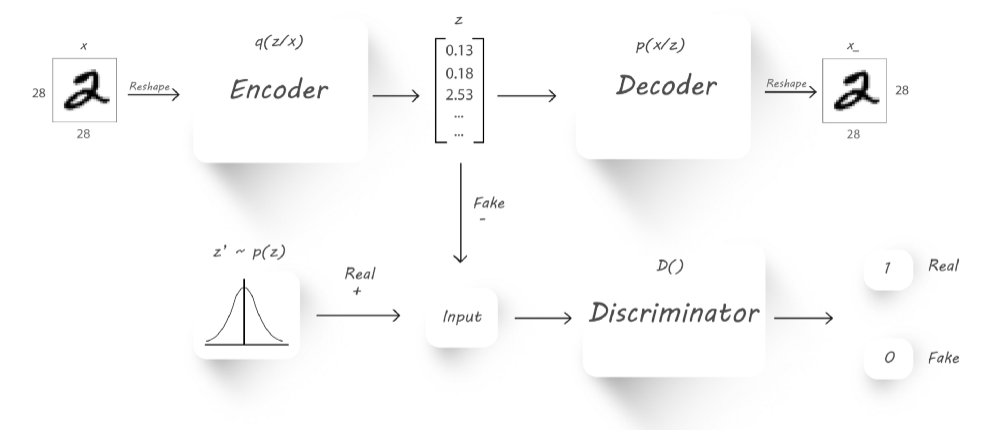 x
28
28
Reshape
q(z/x)
Encoder
z
0.13
0.18
2.53
...
...
p(x/z)
Decoder
Reshape
x_
28
28
Fake
-
z' ~ p(z)
Real
+
Input
D()
Discriminator
1
Real
0
Fake